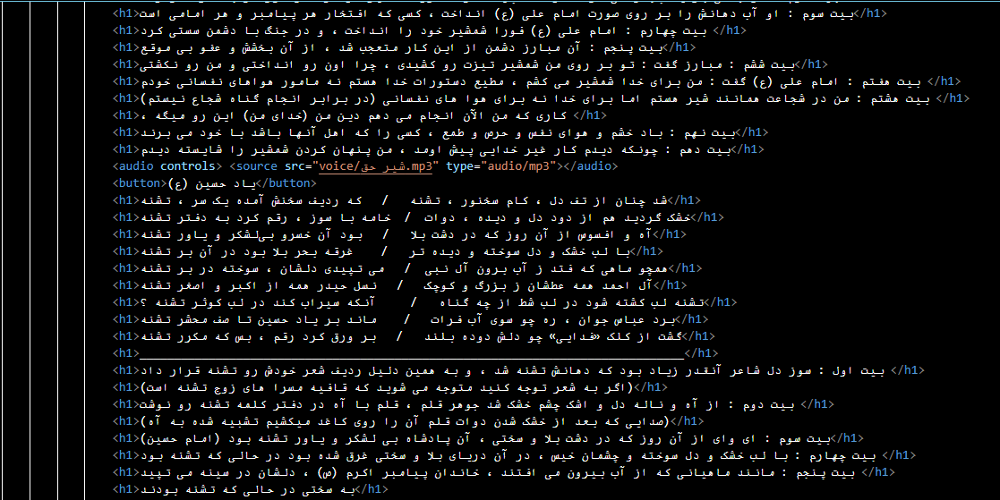 <h1>بیت سوم : او آب دهانش را بر روی صورت امام علی (ع) انداخت ، کسی که افتخار هر پیامبر و هر امامی است</h1>
<h1>بیت چهارم : امام علی (ع) فورا شمشیر خود را انداخت ، و در جنگ با دشمن سستی کرد </h1>
<h1>بیت پنجم : آن مبارز دشمن از این کار متعجب شد ، از آن بخشش و عفو بی موقع</h1>
<h1>بیت ششم : مبارز گفت : تو بر روی من شمشیر تیزت رو کشیدی ، چرا اون رو انداختی و من رو نکشتی</h1>
<h1>بیت هفتم : امام علی (ع) گفت : من برای خدا شمشیر می کشم ، مطیع دستورات خدا هستم نه مامور هواهای نفسانی خودم </h1>
<h1>بیت هشتم : من در شجاعت همانند شیر هستم اما برای خدا نه برای هوا های نفسانی (در برابر انجام گناه شجاع نیستم) </h1>
<h1>کاری که من الآن انجام می دهم دین من (خدای من) این رو میگه ، </h1>
<h1>بیت نهم : باد خشم و هوای نفس و حرص و طمع ، کسی را که اهل آنها باشد با خود می برند</h1>
<h1>بیت دهم : چونکه دیدم کار غیر خدایی پیش اومد ، من پنهان کردن شمشیر را شایسته دیدم</h1>
<audio controls> <source src="voice/شیر حق.mp3" type="audio/mp3"></audio>
<button>یاد حسین (ع)</button>
<h1>شد چنان از تف دل ، کام سخنور ، تشنه / که ردیف سخنش آمده یک سر ، تشنه</h1>
<h1>خشک گردید هم از دود دل و دیده ، دوات / خامه با سوز ، رقم کرد به دفتر تشنه</h1>
<h1>آه و افسوس از آن روز که در دشت بلا / بود آن خسرو بی‌لشکر و یاور تشنه</h1>
<h1>با لب خشک و دل سوخته و دیده تر / غرقه بحر بلا بود در آن بر تشنه</h1>
<h1>همچو ماهی که فتد ز آب برون آل نبی / می تپیدی دلشان ، سوخته در بر تشنه</h1>
<h1>آل احمد همه عطشان ز بزرگ و کوچک / نسل حیدر همه از اکبر و اصغر تشنه</h1>
<h1>تشنه لب کشته شود در لب شط از چه گناه / آنکه سیراب کند در لب کوثر تشنه ؟</h1>
<h1>برد عباس جوان ، ره چو سوی آب فرات / ماند بر یاد حسین تا صف محشر تشنه</h1>
<h1>گشت از کلک «فدایی» چو دلش دوده بلند / بر ورق کرد رقم ، بس که مکرر تشنه</h1>
<h1>________________________________________________________________________________</h1>
<h1>بیت اول : سوز دل شاعر آنقدر زیاد بود که دهانش تشنه شد ، و به همین دلیل ردیف شعر خودش رو تشنه قرار داد </h1>
<h1>(اگر به شعر توجه کنید متوجه می شوید که قافیه مسرا های زوج تشنه است)</h1>
<h1>بیت دوم : از آه و ناله دل و اشک چشم خشک شد جوهر قلم ، قلم با آه در دفتر کلمه تشنه رو نوشت </h1>
<h1>(صدایی که بعد از خشک شدن دوات قلم آن را روی کاغد میکشیم تشبیه شده به آه)</h1>
<h1>بیت سوم : ای وای از آن روز که در دشت بلا و سختی ، آن پادشاه بی لشکر و یاور تشنه بود (امام حسین)</h1>
<h1>بیت چهارم : با لب خشک و دل سوخته و چشمان خیس ، در آن دریای بلا و سختی غرق شده بود در حالی که تشنه بود </h1>
<h1>بیت پنجم : مانند ماهیانی که از آب بیرون می افتند ، خاندان پیامبر اکرم (ص) ، دلشان در سینه می تپید </h1>
<h1>به سختی در حالی که تشنه بودند</h1>